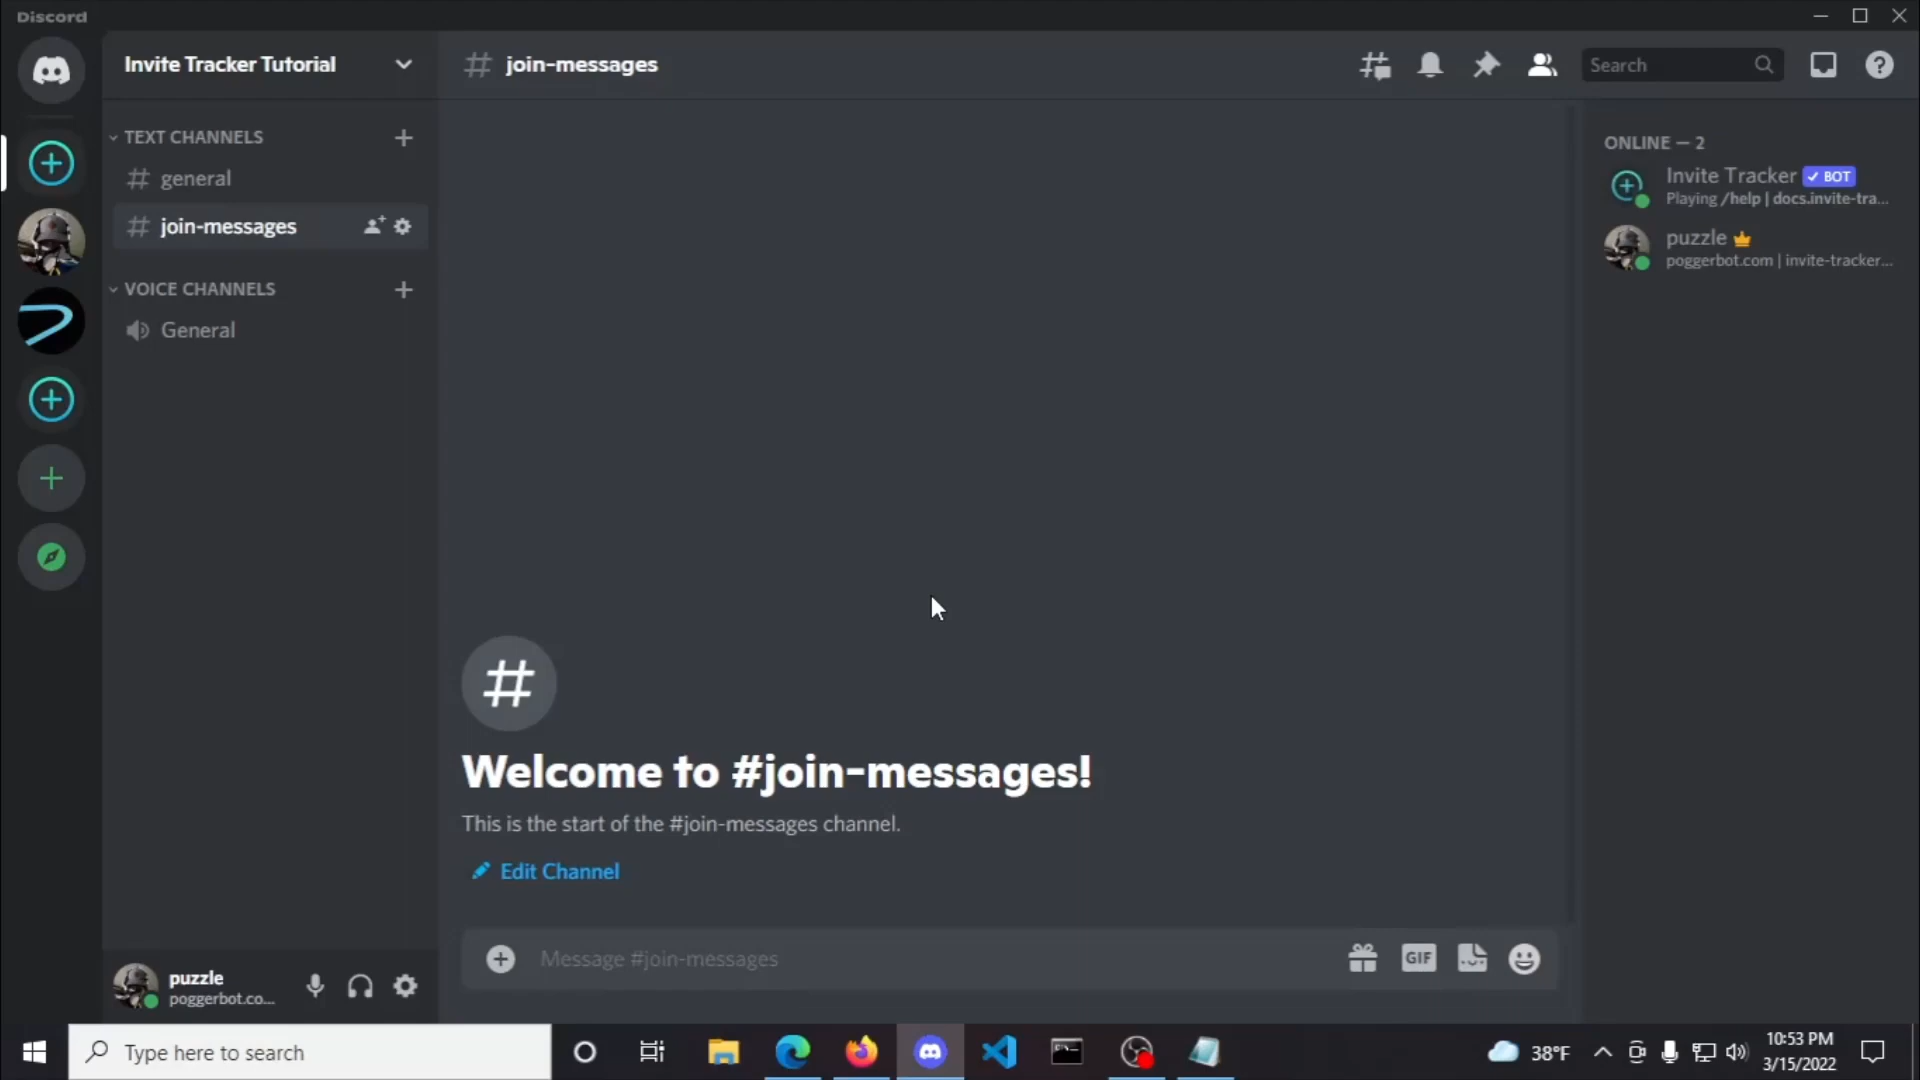 Discord
Invite Tracker Tutorial
join-messages
Search
TEXT CHANNELS
general
join-messages
VOICE CHANNELS
General
ONLINE — 2
Invite Tracker ✓ BOT
Playing /help | docs.invite-tra...
puzzle
poggerbot.com | invite-tracker...
#
Welcome to #join-messages!
This is the start of the #join-messages channel.
Edit Channel
Message #join-messages
GIF
puzzle
poggerbot.co...
Type here to search
38°F
10:53 PM
3/15/2022